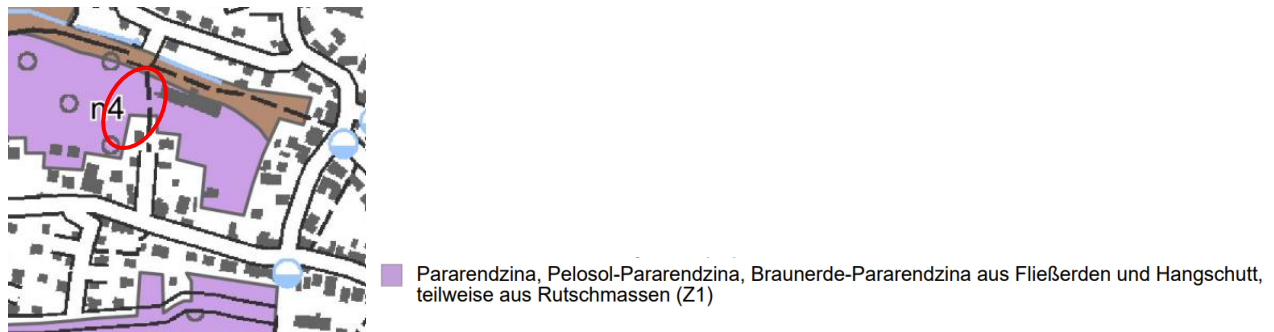 n4
Pararendzina, Pelosol-Pararendzina, Braunerde-Pararendzina aus Fließerden und Hangschutt,
teilweise aus Rutschmassen (Z1)